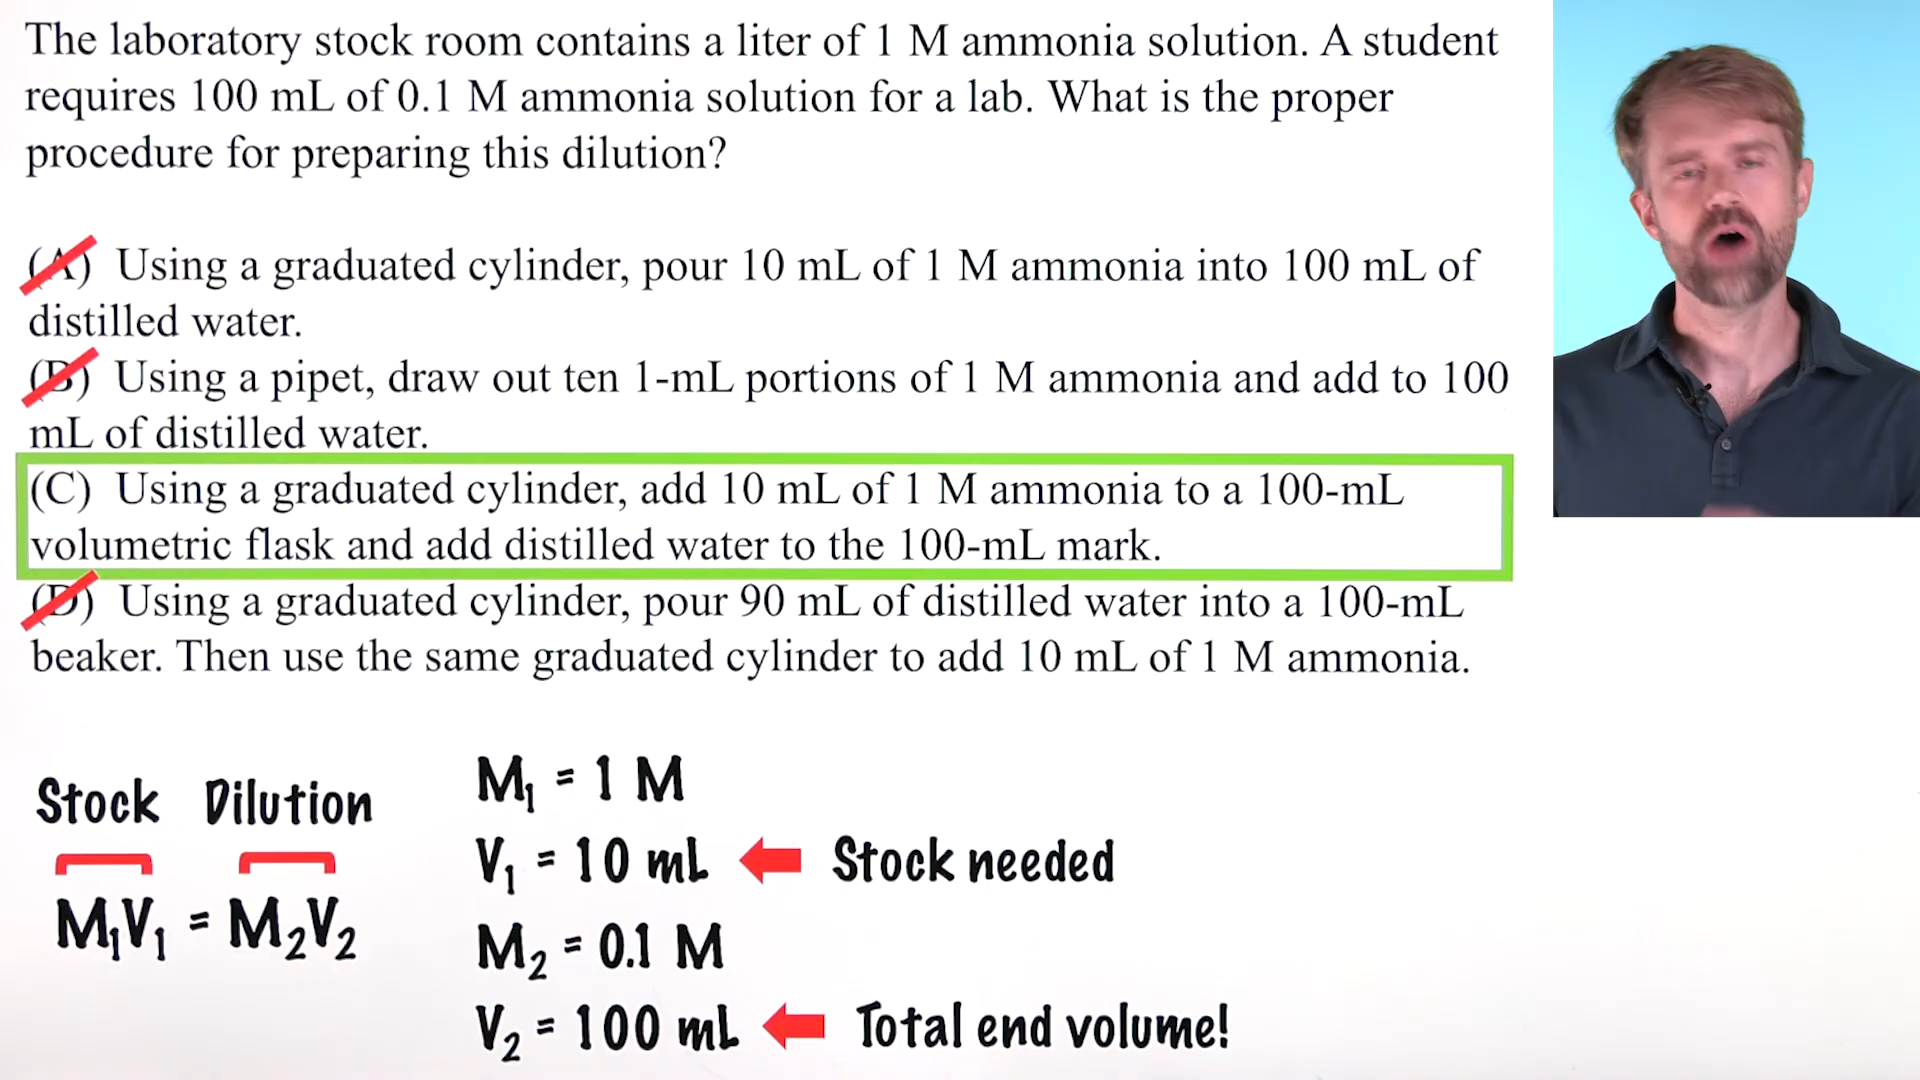 The laboratory stock room contains a liter of 1 M ammonia solution. A student
requires 100 mL of 0.1 M ammonia solution for a lab. What is the proper
procedure for preparing this dilution?
(A) Using a graduated cylinder, pour 10 mL of 1 M ammonia into 100 mL of
distilled water.
(B) Using a pipet, draw out ten 1-mL portions of 1 M ammonia and add to 100
mL of distilled water.
(C) Using a graduated cylinder, add 10 mL of 1 M ammonia to a 100-mL
volumetric flask and add distilled water to the 100-mL mark.
(D) Using a graduated cylinder, pour 90 mL of distilled water into a 100-mL
beaker. Then use the same graduated cylinder to add 10 mL of 1 M ammonia.
Stock Dilution
M₁V₁ = M₂V₂
M₁ = 1 M
V₁ = 10 mL Stock needed
M₂ = 0.1 M
V₂ = 100 mL Total end volume!